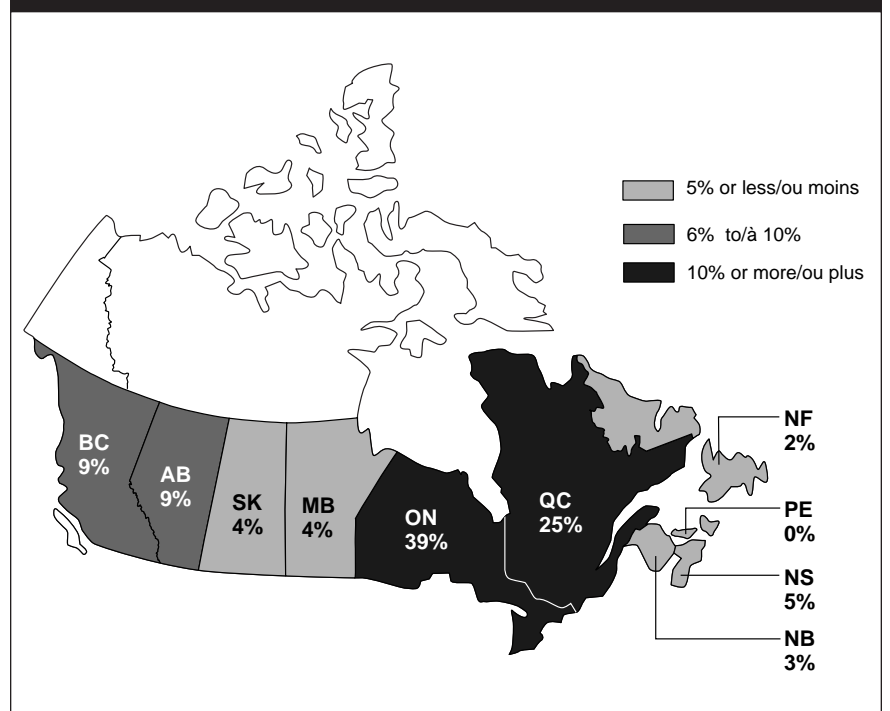 5% or less/ou moins
6% to/à 10%
10% or more/ou plus
BC
9%
AB
9%
SK
4%
MB
4%
ON
39%
QC
25%
NF
2%
PE
0%
NS
5%
NB
3%